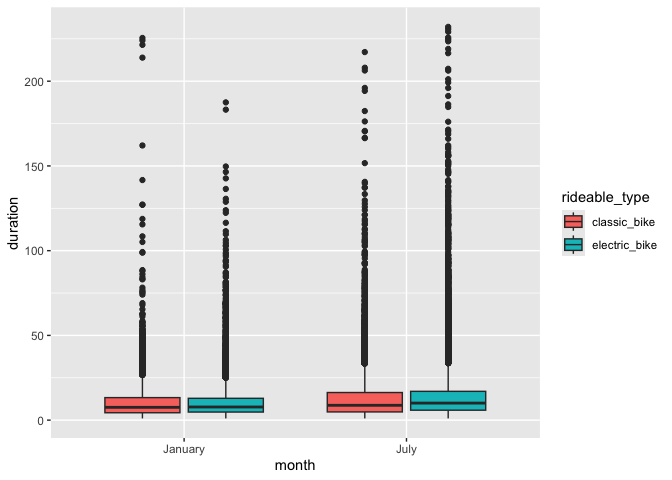 200
150
100
50
0
duration
January
July
month
rideable_type
classic_bike
electric_bike